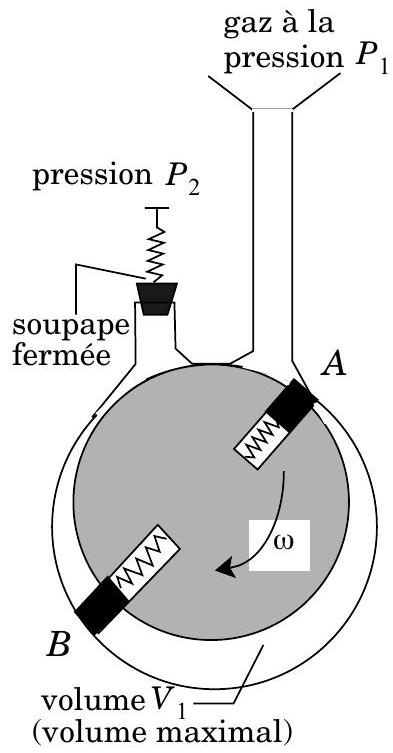 gaz à la
pression P₁
pression P₂
soupape
fermée
A
ω
B
volume V₁
(volume maximal)